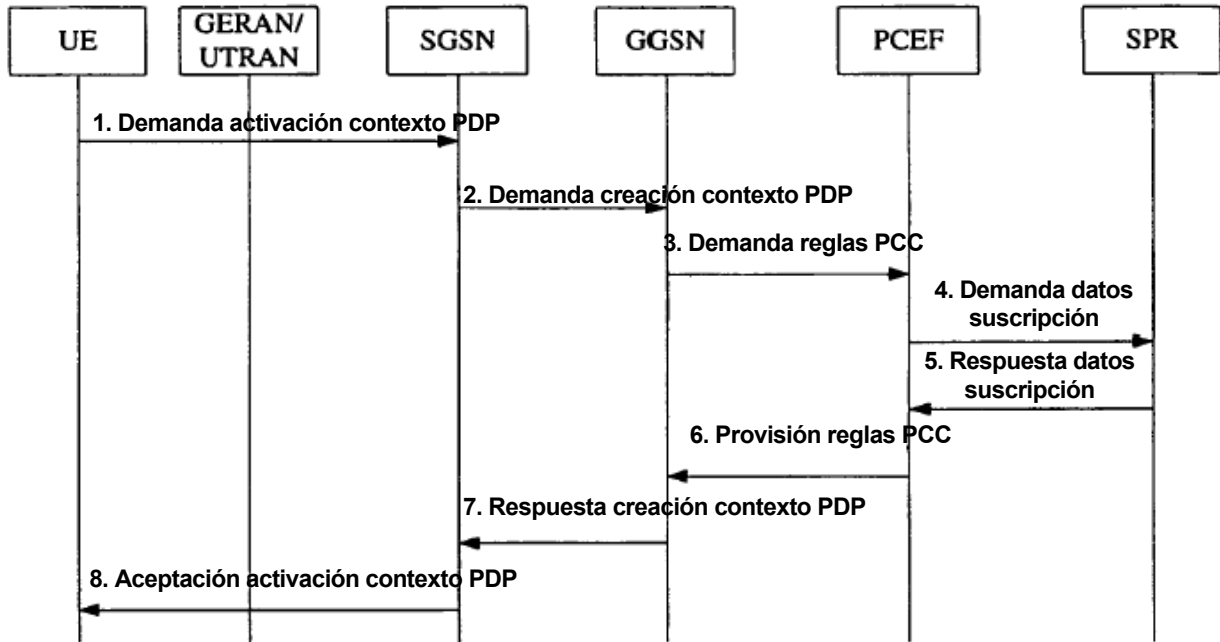 UE
GERAN/
UTRAN
SGSN
GGSN
PCEF
SPR
1. Demanda activación contexto PDP
2. Demanda creación contexto PDP
3. Demanda reglas PCC
4. Demanda datos
suscripción
5. Respuesta datos
suscripción
6. Provisión reglas PCC
7. Respuesta creación contexto PDP
8. Aceptación activación contexto PDP